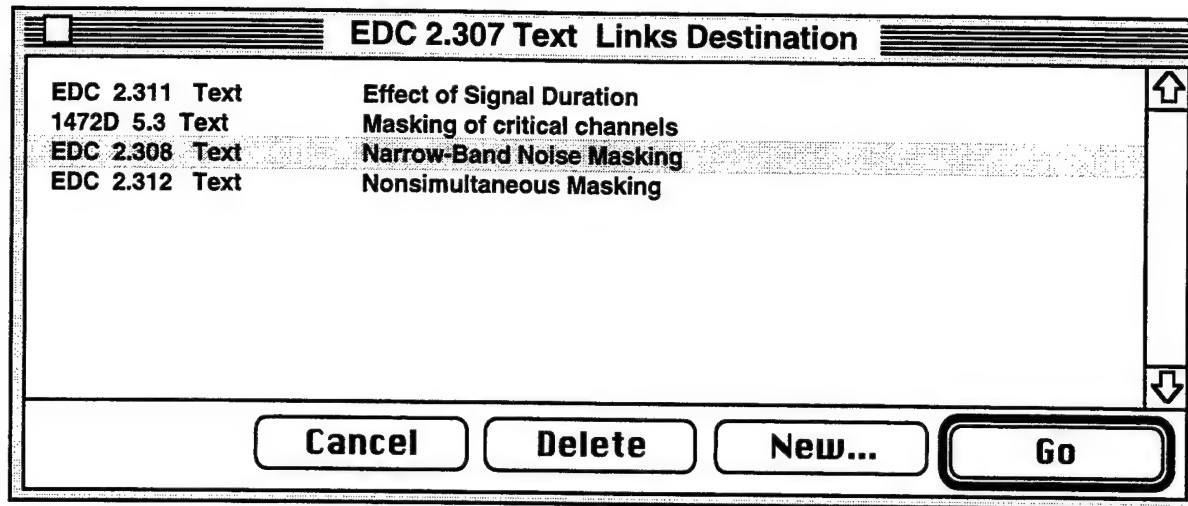 EDC 2.307 Text Links Destination
EDC 2.311 Text Effect of Signal Duration
1472D 5.3 Text Masking of critical channels
EDC 2.308 Text Narrow-Band Noise Masking
EDC 2.312 Text Nonsimultaneous Masking
Cancel Delete New... Go